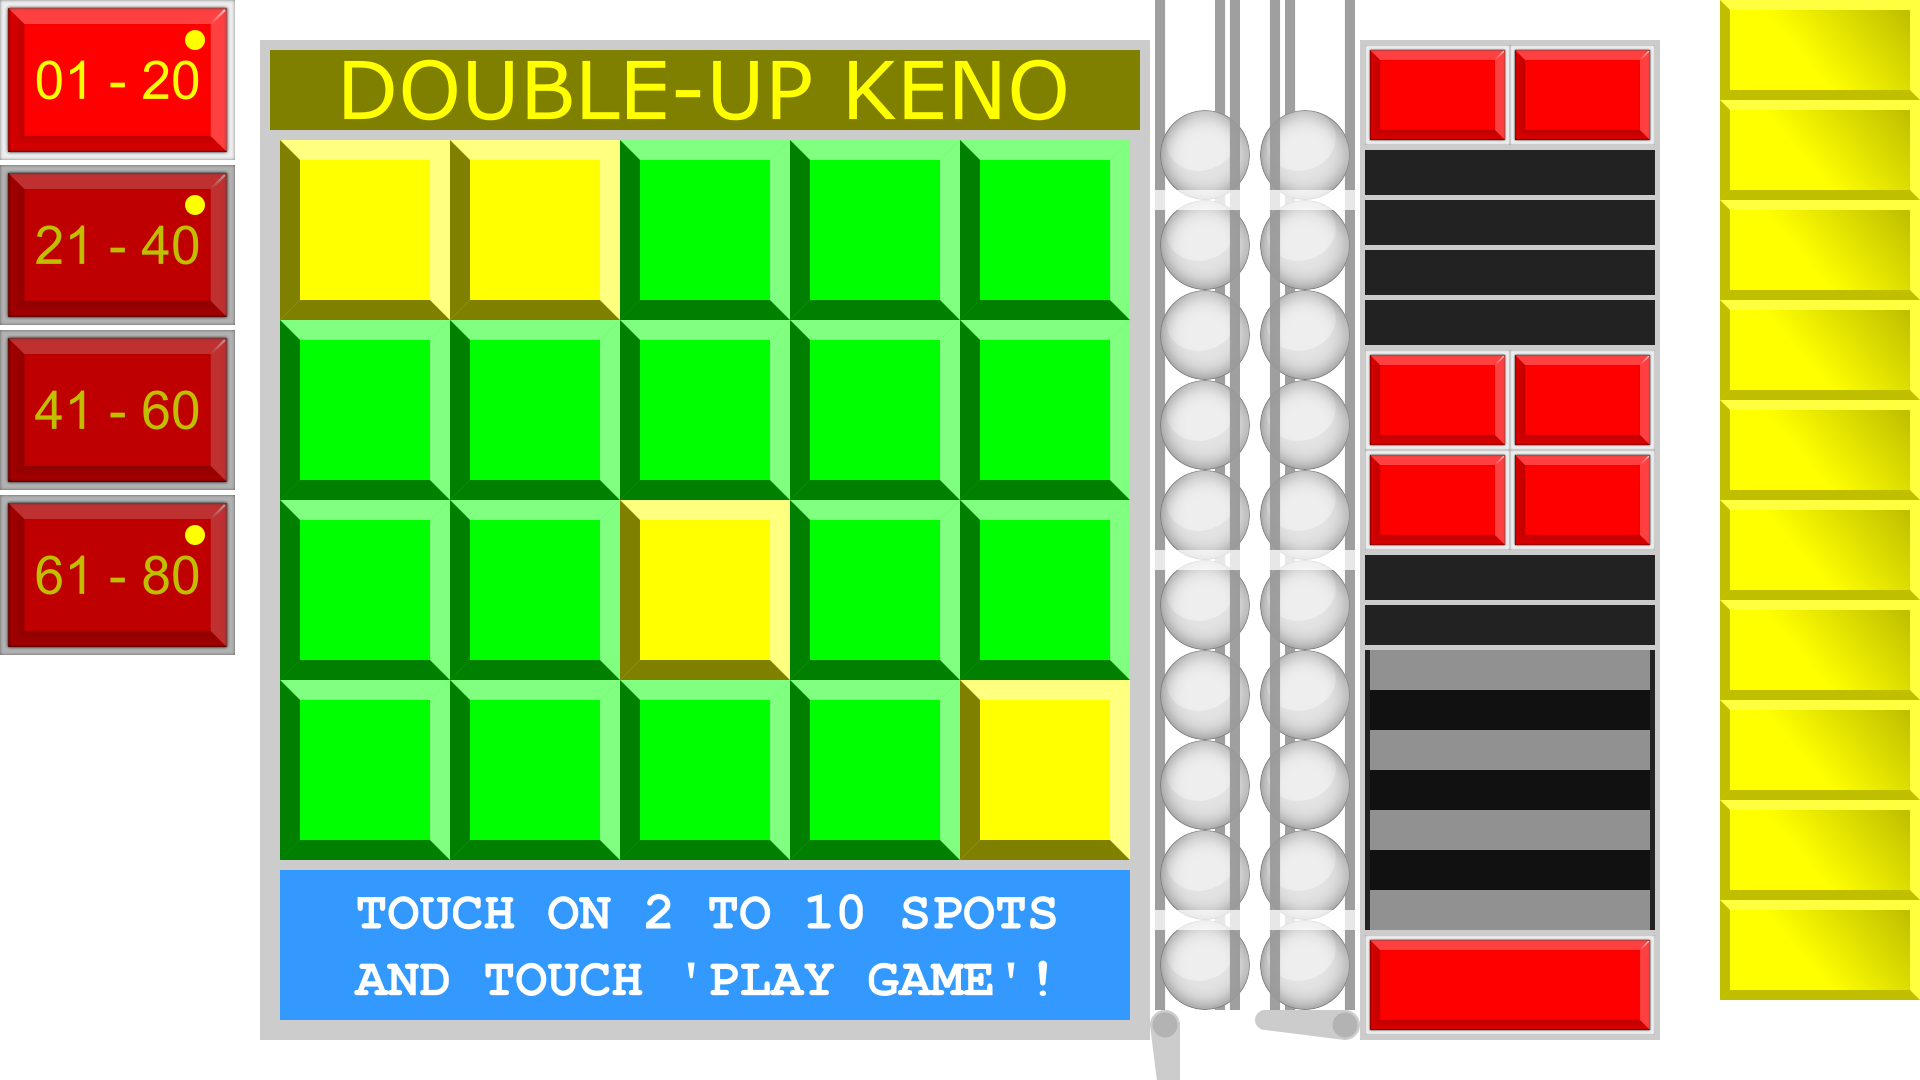 01 - 20
21 - 40
41 - 60
61 - 80
DOUBLE-UP KENO
TOUCH ON 2 TO 10 SPOTS
AND TOUCH 'PLAY GAME'!